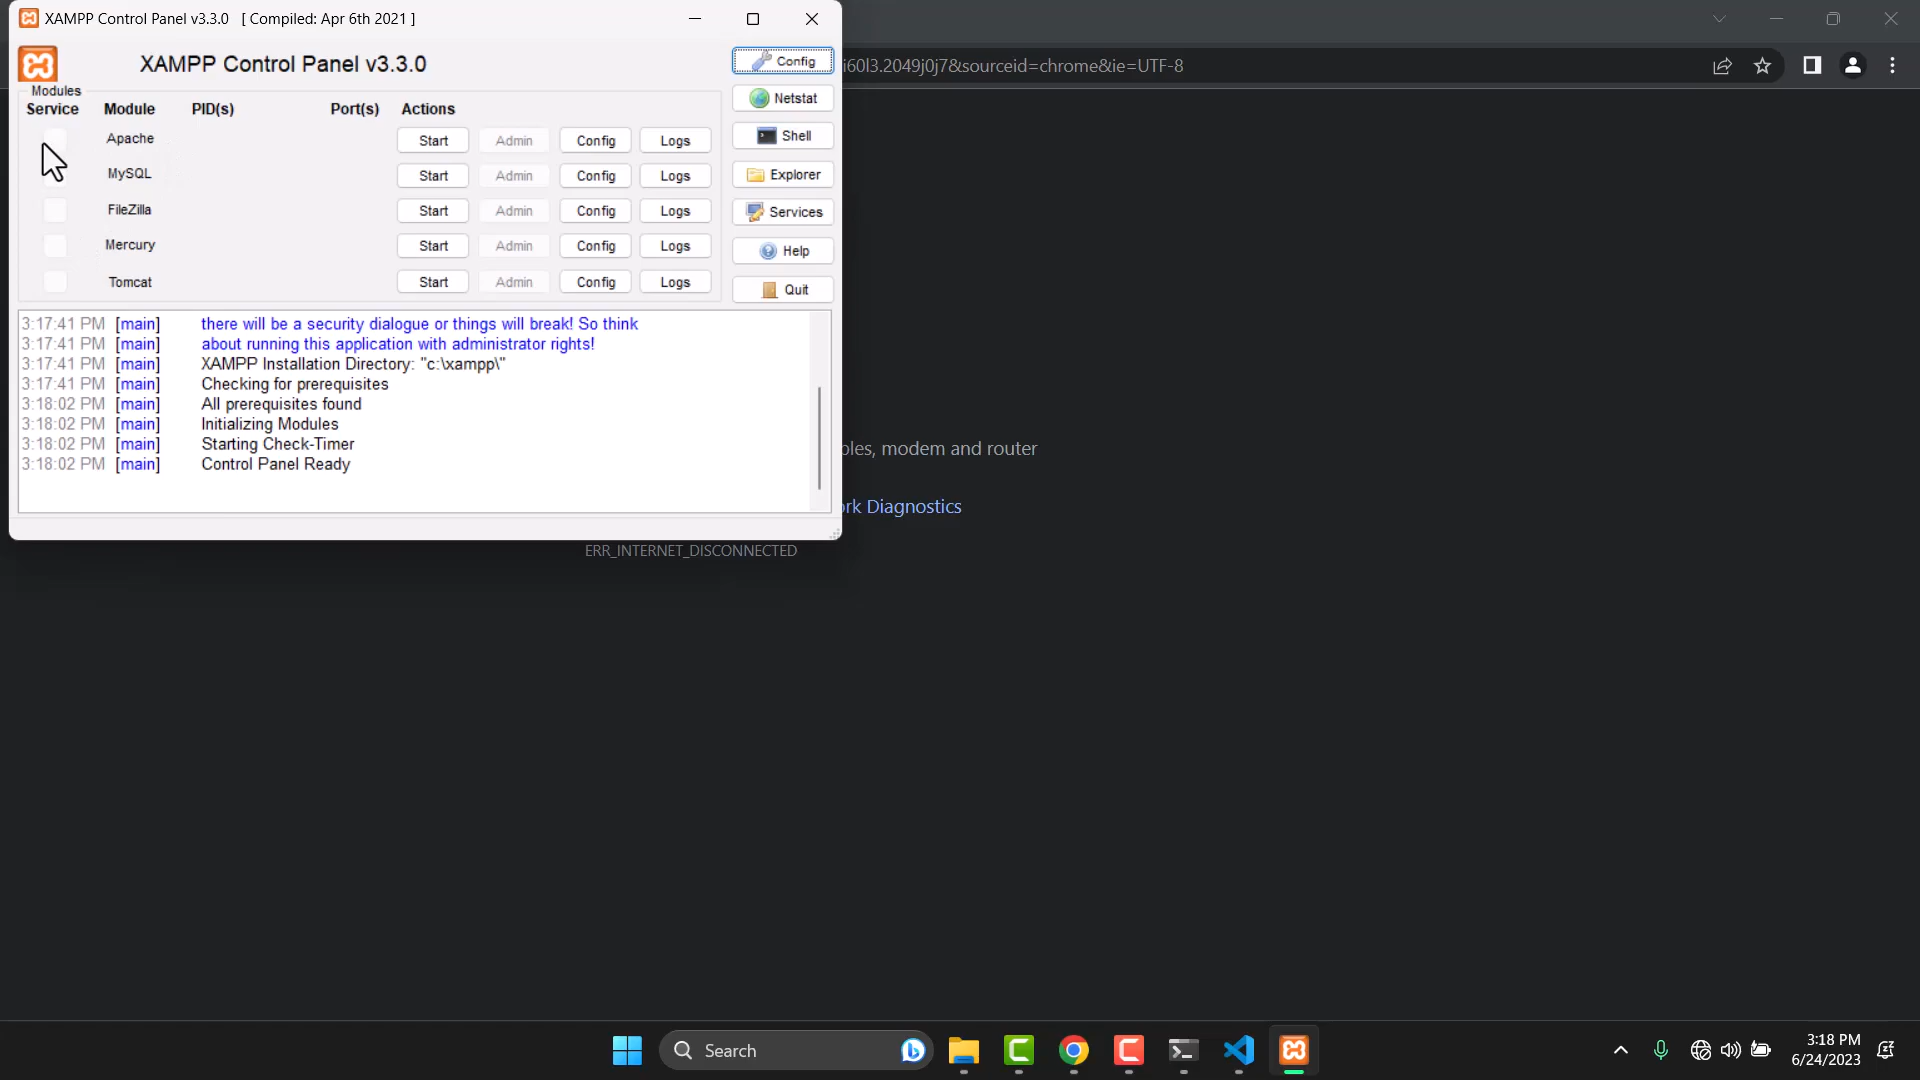 XAMPP Control Panel v3.3.0 [ Compiled: Apr 6th 2021 ]
XAMPP Control Panel v3.3.0
Config
i60l3.2049j0j7&sourceid=chrome&ie=UTF-8
Modules
Service Module PID(s) Port(s) Actions
Netstat
Apache Start Admin Config Logs
Shell
MySQL Start Admin Config Logs
Explorer
FileZilla Start Admin Config Logs
Services
Mercury Start Admin Config Logs
Help
Tomcat Start Admin Config Logs
Quit
3:17:41 PM [main] there will be a security dialogue or things will break! So think
3:17:41 PM [main] about running this application with administrator rights!
3:17:41 PM [main] XAMPP Installation Directory: "c:\xampp\"
3:17:41 PM [main] Checking for prerequisites
3:18:02 PM [main] All prerequisites found
3:18:02 PM [main] Initializing Modules
3:18:02 PM [main] Starting Check-Timer
3:18:02 PM [main] Control Panel Ready
bles, modem and router
ork Diagnostics
ERR_INTERNET_DISCONNECTED
Search
3:18 PM
6/24/2023